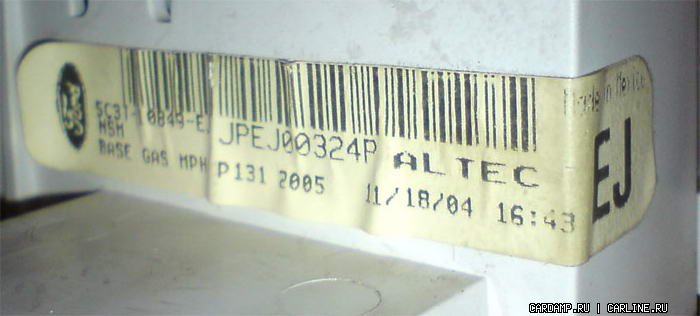 Ford
Made in Mexico
5C3T-10849-EJ
JPEJ00324P
ALTEC
EJ
MSM
BASE GAS MPH
P131 2005
11/18/04 16:43
CARDAMP.RU | CARLINE.RU